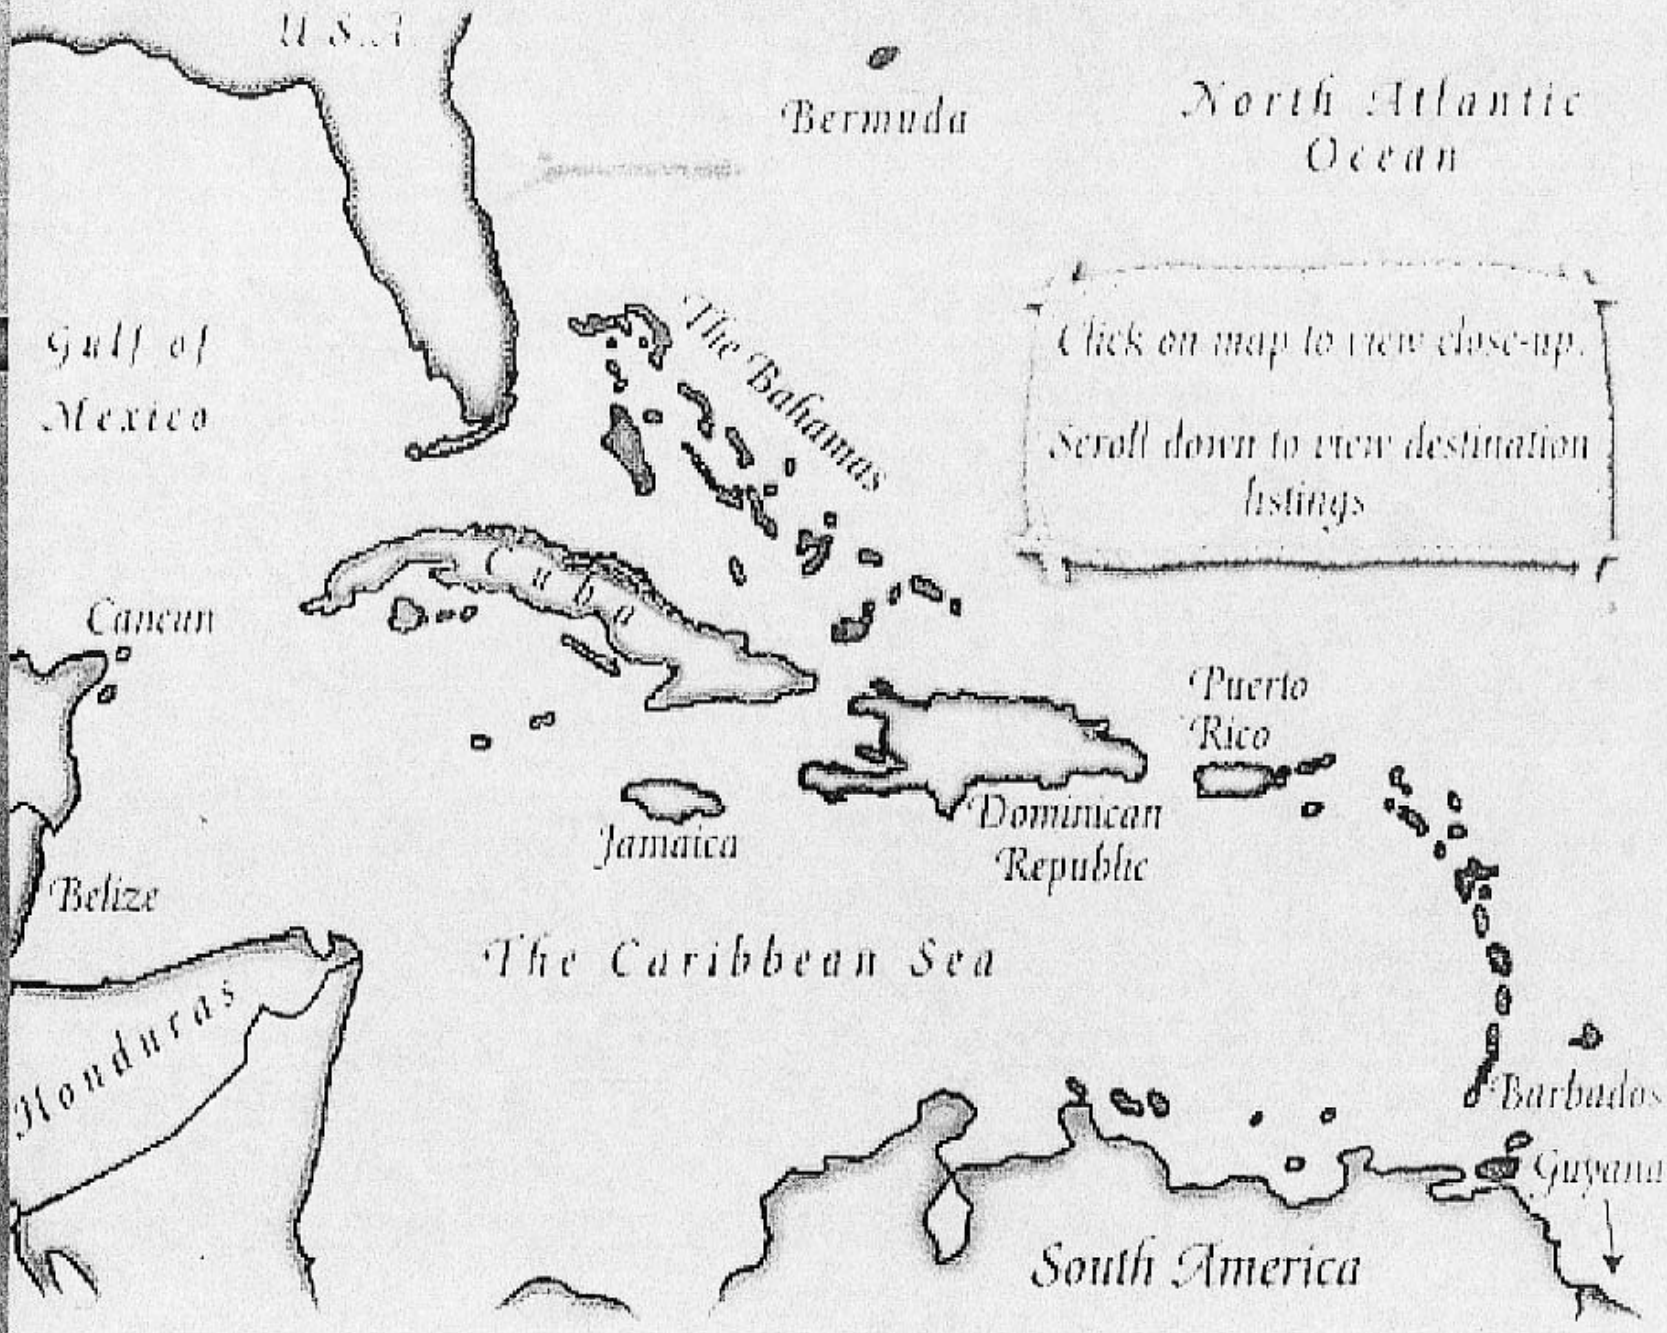 U.S.A.
Bermuda
North Atlantic
Ocean
Gulf of
Mexico
The Bahamas
Click on map to view close-up.
Scroll down to view destination
listings
Cuba
Cancun
Puerto
Rico
Jamaica
Dominican
Republic
Belize
The Caribbean Sea
Honduras
Barbados
Guyana
South America